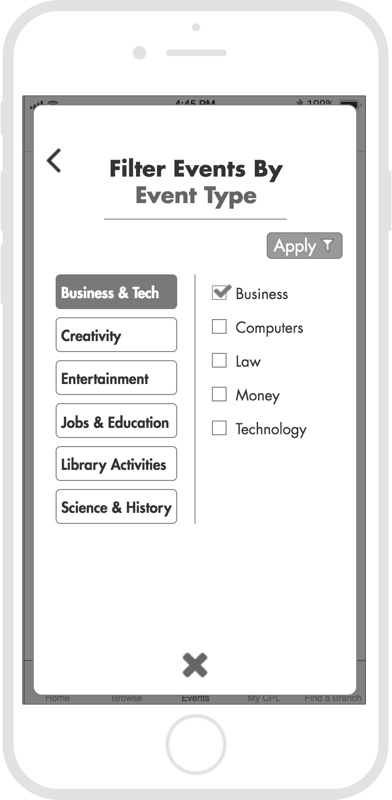 4:45 PM 100%
Filter Events By
Event Type
Apply
Business & Tech
Creativity
Entertainment
Jobs & Education
Library Activities
Science & History
Business
Computers
Law
Money
Technology
Home Browse Events My CPL Find a Branch